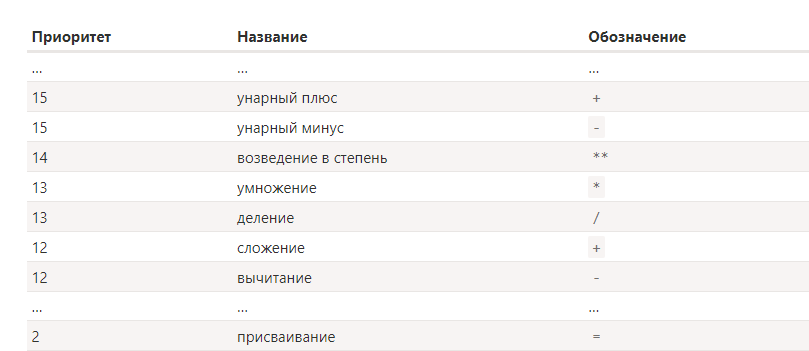 Приоритет Название Обозначение
... ... ...
15 унарный плюс +
15 унарный минус -
14 возведение в степень **
13 умножение *
13 деление /
12 сложение +
12 вычитание -
... ... ...
2 присваивание =